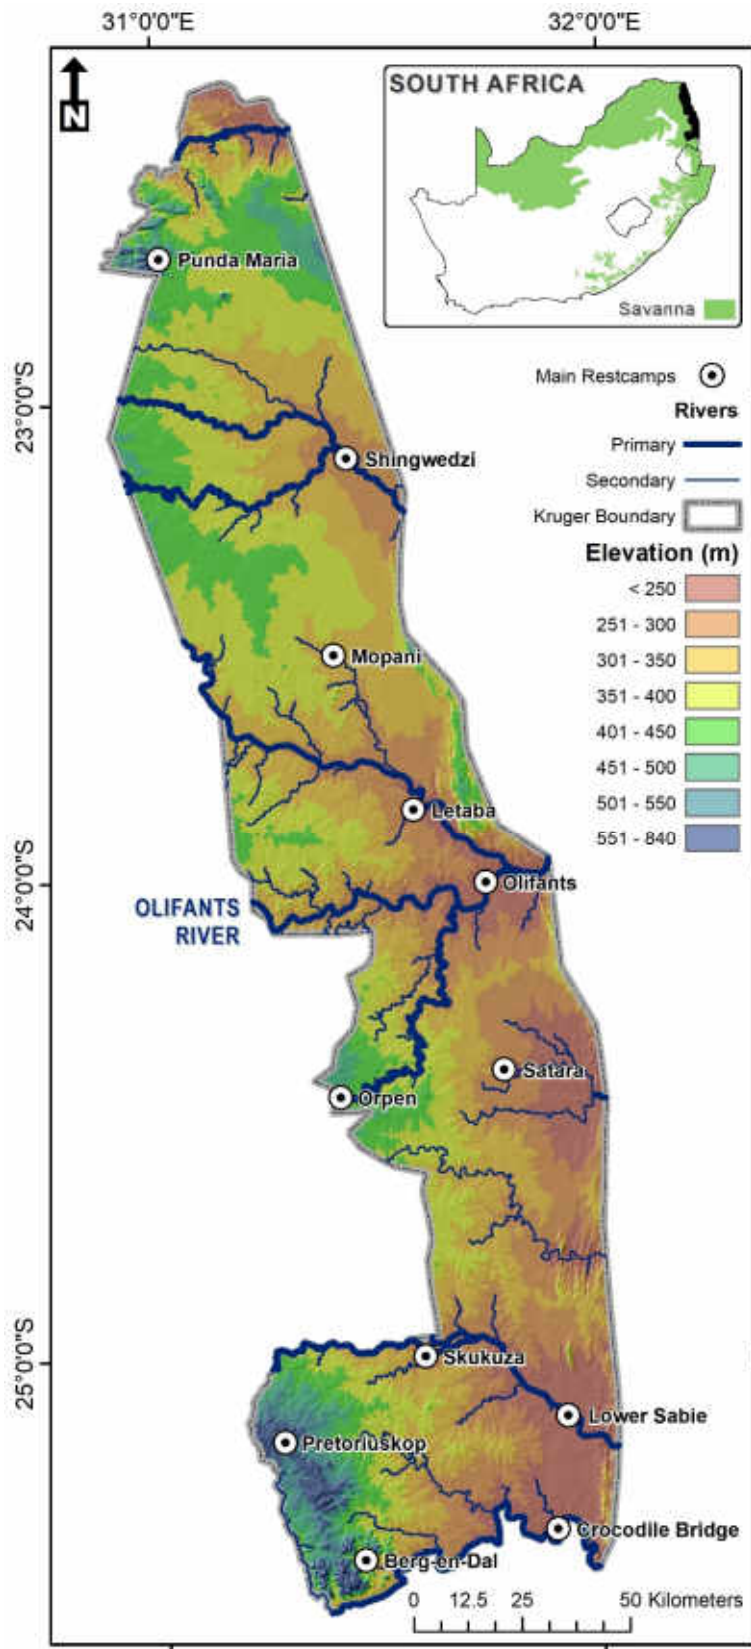 31°0'0"E 32°0'0"E
N
SOUTH AFRICA
Savanna
Punda Maria
23°0'0"S
Main Restcamps
Rivers
Primary
Secondary
Kruger Boundary
Elevation (m)
< 250
251 - 300
301 - 350
351 - 400
401 - 450
451 - 500
501 - 550
551 - 840
Shingwedzi
Mopani
Letaba
24°0'0"S
Olifants
OLIFANTS
RIVER
Satara
Orpen
25°0'0"S
Skukuza
Lower Sabie
Pretoriuskop
Crocodile Bridge
Berg-en-Dal
0 12.5 25 50 Kilometers